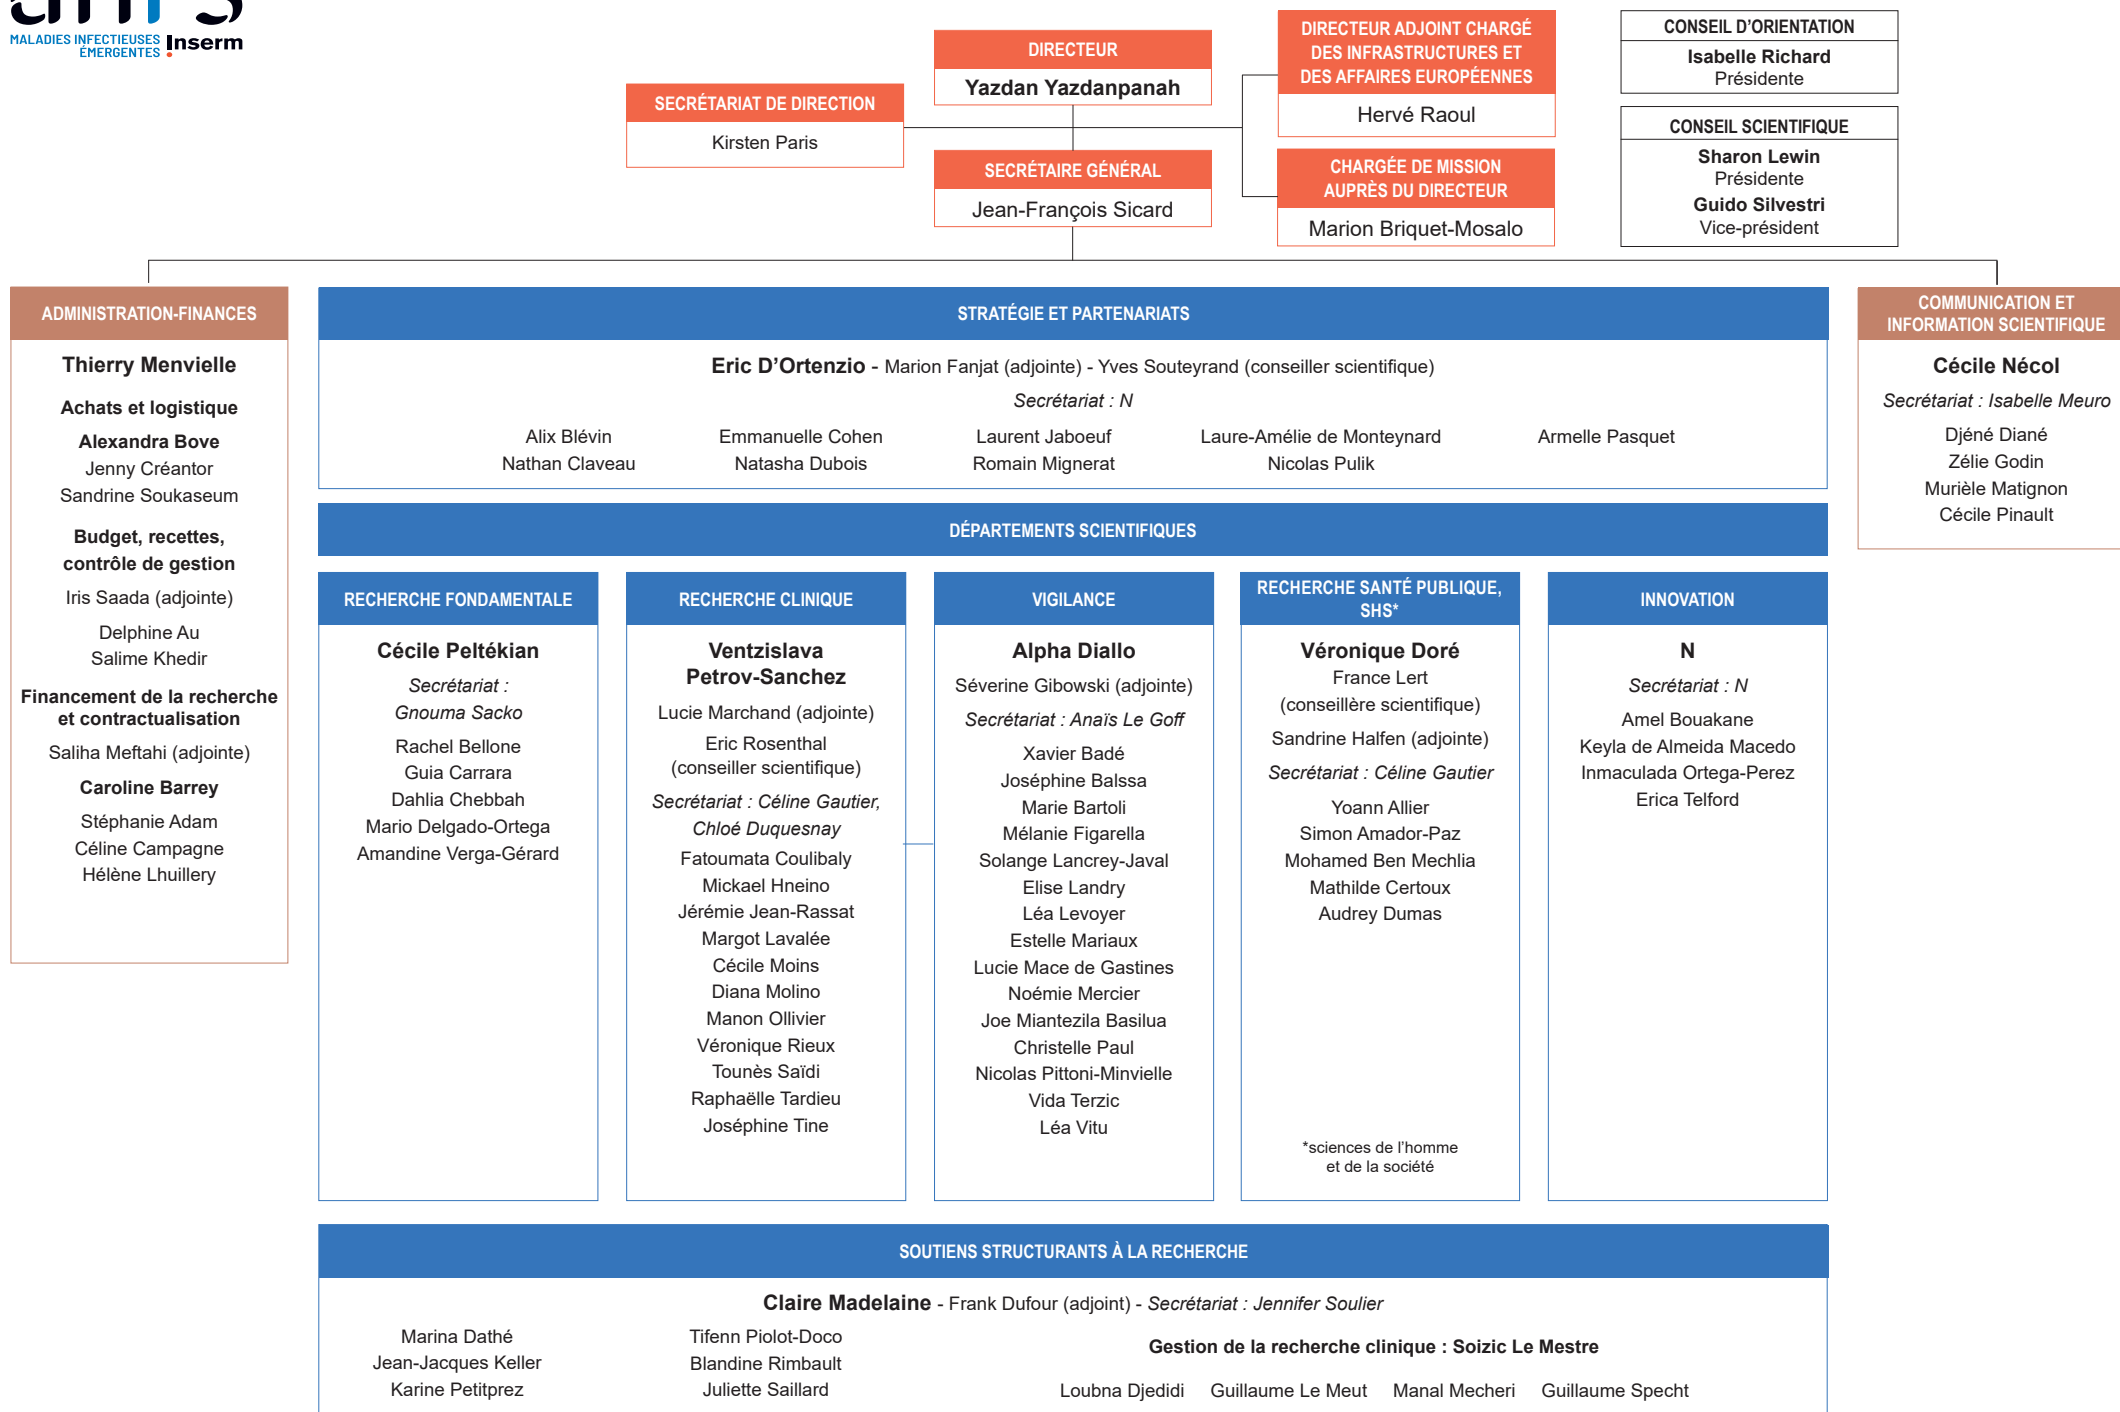 anrs
MALADIES INFECTIEUSES
ÉMERGENTES
Inserm
DIRECTEUR
Yazdan Yazdanpanah
SECRÉTARIAT DE DIRECTION
Kirsten Paris
SECRÉTAIRE GÉNÉRAL
Jean-François Sicard
DIRECTEUR ADJOINT CHARGÉ
DES INFRASTRUCTURES ET
DES AFFAIRES EUROPÉENNES
Hervé Raoul
CHARGÉE DE MISSION
AUPRÈS DU DIRECTEUR
Marion Briquet-Mosalo
CONSEIL D’ORIENTATION
Isabelle Richard
Présidente
CONSEIL SCIENTIFIQUE
Sharon Lewin
Présidente
Guido Silvestri
Vice-président
ADMINISTRATION-FINANCES
Thierry Menvielle
Achats et logistique
Alexandra Bove
Jenny Créantor
Sandrine Soukaseum
Budget, recettes,
contrôle de gestion
Iris Saada (adjointe)
Delphine Au
Salime Khedir
Financement de la recherche
et contractualisation
Saliha Meftahi (adjointe)
Caroline Barrey
Stéphanie Adam
Céline Campagne
Hélène Lhuillery
STRATÉGIE ET PARTENARIATS
Eric D’Ortenzio - Marion Fanjat (adjointe) - Yves Souteyrand (conseiller scientifique)
Secrétariat : N
Alix Blévin Emmanuelle Cohen Laurent Jaboeuf Laure-Amélie de Monteynard Armelle Pasquet
Nathan Claveau Natasha Dubois Romain Mignerat Nicolas Pulik
COMMUNICATION ET
INFORMATION SCIENTIFIQUE
Cécile Nécol
Secrétariat : Isabelle Meuro
Djéné Diané
Zélie Godin
Murièle Matignon
Cécile Pinault
DÉPARTEMENTS SCIENTIFIQUES
RECHERCHE FONDAMENTALE
Cécile Peltékian
Secrétariat :
Gnouma Sacko
Rachel Bellone
Guia Carrara
Dahlia Chebbah
Mario Delgado-Ortega
Amandine Verga-Gérard
RECHERCHE CLINIQUE
Ventzislava
Petrov-Sanchez
Lucie Marchand (adjointe)
Eric Rosenthal
(conseiller scientifique)
Secrétariat : Céline Gautier,
Chloé Duquesnay
Fatoumata Coulibaly
Mickael Hneino
Jérémie Jean-Rassat
Margot Lavalée
Cécile Moins
Diana Molino
Manon Ollivier
Véronique Rieux
Tounès Saïdi
Raphaëlle Tardieu
Joséphine Tine
VIGILANCE
Alpha Diallo
Séverine Gibowski (adjointe)
Secrétariat : Anaïs Le Goff
Xavier Badé
Joséphine Balssa
Marie Bartoli
Mélanie Figarella
Solange Lancrey-Javal
Elise Landry
Léa Levoyer
Estelle Mariaux
Lucie Mace de Gastines
Noémie Mercier
Joe Miantezila Basilua
Christelle Paul
Nicolas Pittoni-Minvielle
Vida Terzic
Léa Vitu
RECHERCHE SANTÉ PUBLIQUE,
SHS*
Véronique Doré
France Lert
(conseillère scientifique)
Sandrine Halfen (adjointe)
Secrétariat : Céline Gautier
Yoann Allier
Simon Amador-Paz
Mohamed Ben Mechlia
Mathilde Certoux
Audrey Dumas
*sciences de l’homme
et de la société
INNOVATION
N
Secrétariat : N
Amel Bouakane
Keyla de Almeida Macedo
Inmaculada Ortega-Perez
Erica Telford
SOUTIENS STRUCTURANTS À LA RECHERCHE
Claire Madelaine - Frank Dufour (adjoint) - Secrétariat : Jennifer Soulier
Marina Dathé
Jean-Jacques Keller
Karine Petitprez
Tifenn Piolot-Doco
Blandine Rimbault
Juliette Saillard
Gestion de la recherche clinique : Soizic Le Mestre
Loubna Djedidi Guillaume Le Meut Manal Mecheri Guillaume Specht